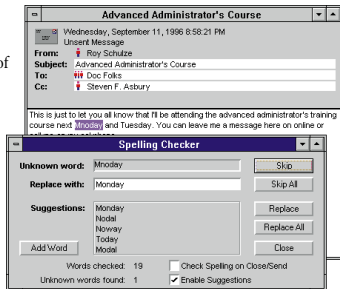 Advanced Administrator's Course
Wednesday, September 11, 1996 8:58:21 PM
Unsent Message
From: Roy Schulze
of
Subject: Advanced Administrator's Course
To: Doc Folks
Cc: Steven F. Asbury
This is just to let you all know that I'll be attending the advanced administrator's training
course next Mnoday and Tuesday. You can leave me a message here on online or
Spelling Checker
Unknown word: Mnoday Skip
Replace with: Monday Skip All
Suggestions: Monday Replace
Nodal
Noway Replace All
Today
Add Word Modal Close
Words checked: 19 Check Spelling on Close/Send
Unknown words found: 1 Enable Suggestions